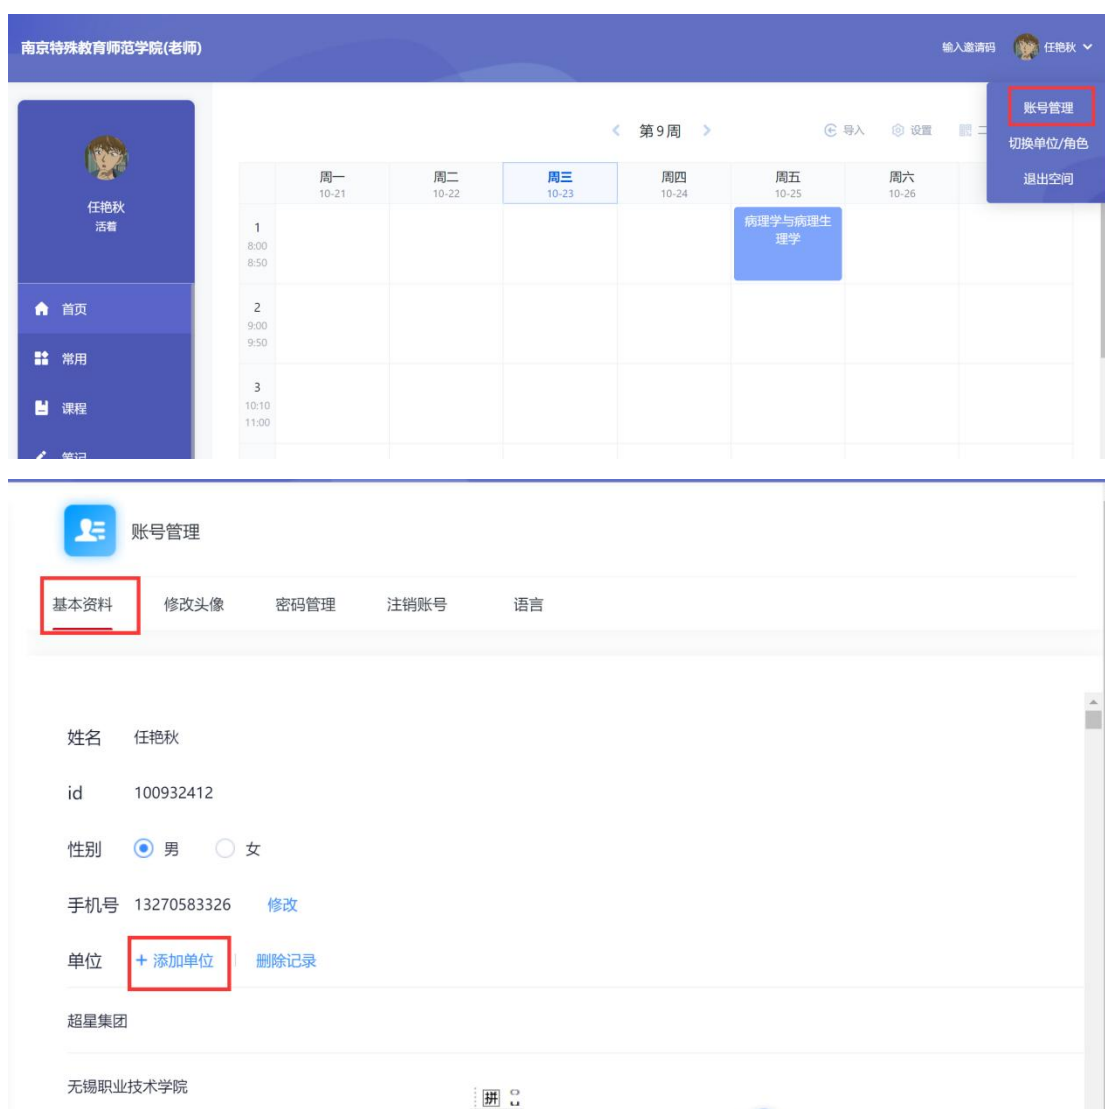 南京特殊教育师范学院(老师)
输入邀请码
任艳秋
账号管理
切换单位/角色
退出空间
任艳秋
活着
首页
常用
课程
笔记
第9周
导入
设置
二
周一
10-21
周二
10-22
周三
10-23
周四
10-24
周五
10-25
周六
10-26
1
8:00
8:50
病理学与病理生
理学
2
9:00
9:50
3
10:10
11:00
账号管理
基本资料 修改头像 密码管理 注销账号 语言
姓名 任艳秋
id 100932412
性别 男 女
手机号 13270583326 修改
单位 + 添加单位 删除记录
超星集团
无锡职业技术学院
拼